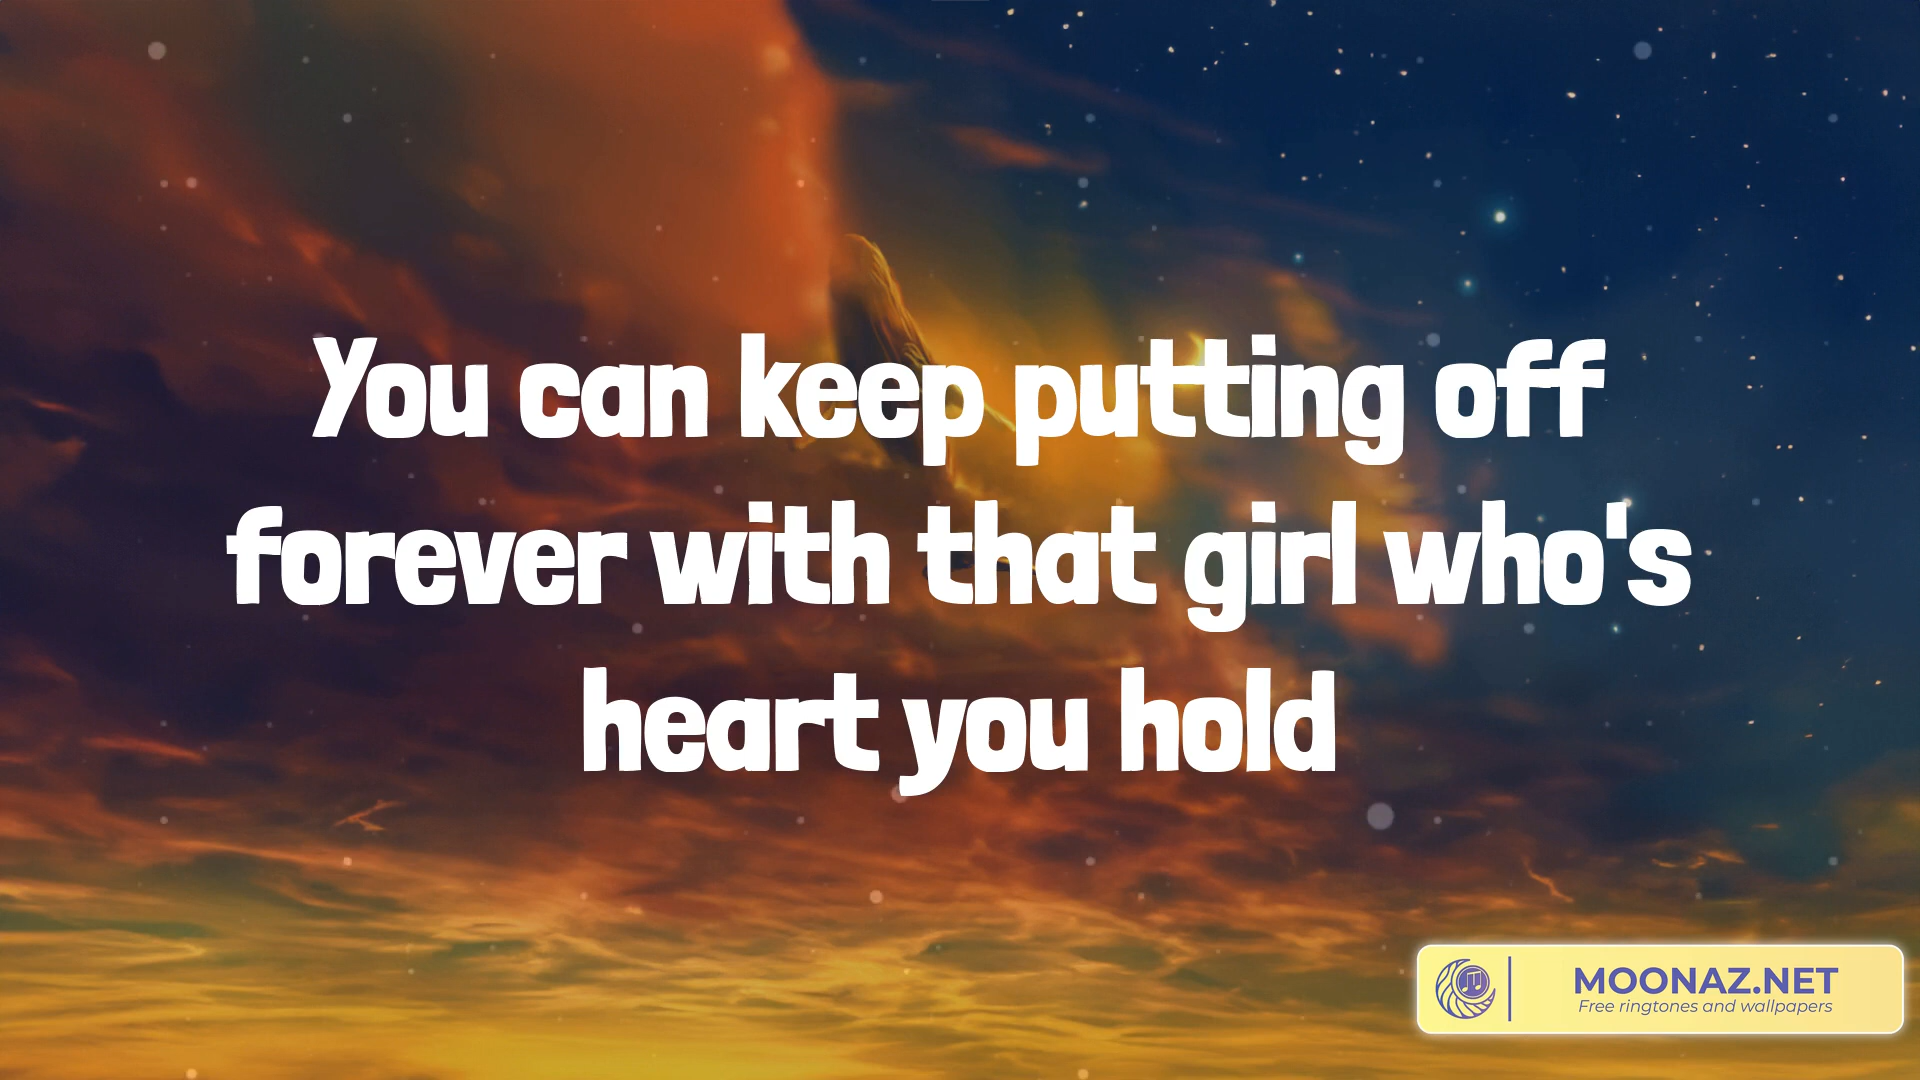 You can keep putting off
forever with that girl who's
heart you hold
MOONAZ.NET
Free ringtones and wallpapers